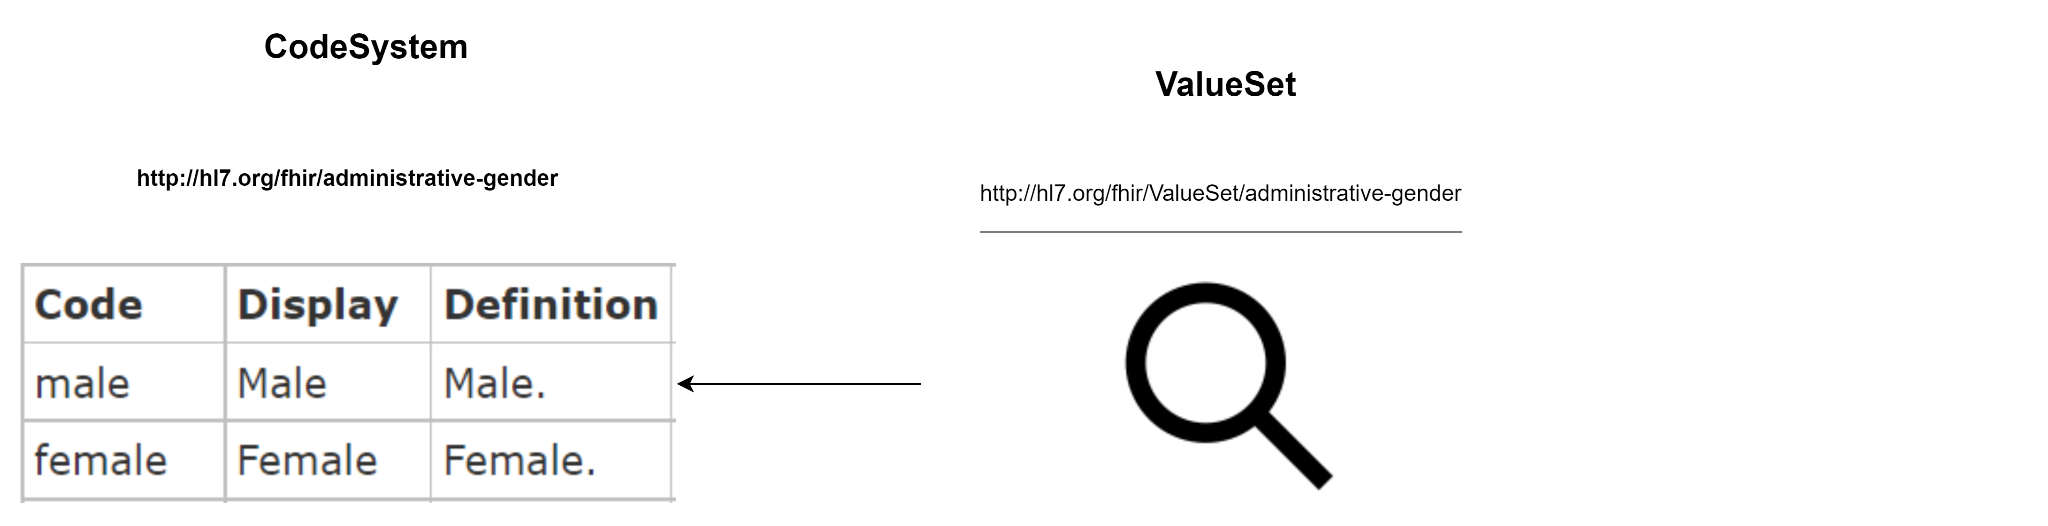 CodeSystem
ValueSet
http://hl7.org/fhir/administrative-gender
http://hl7.org/fhir/ValueSet/administrative-gender
Code Display Definition
male Male Male.
female Female Female.